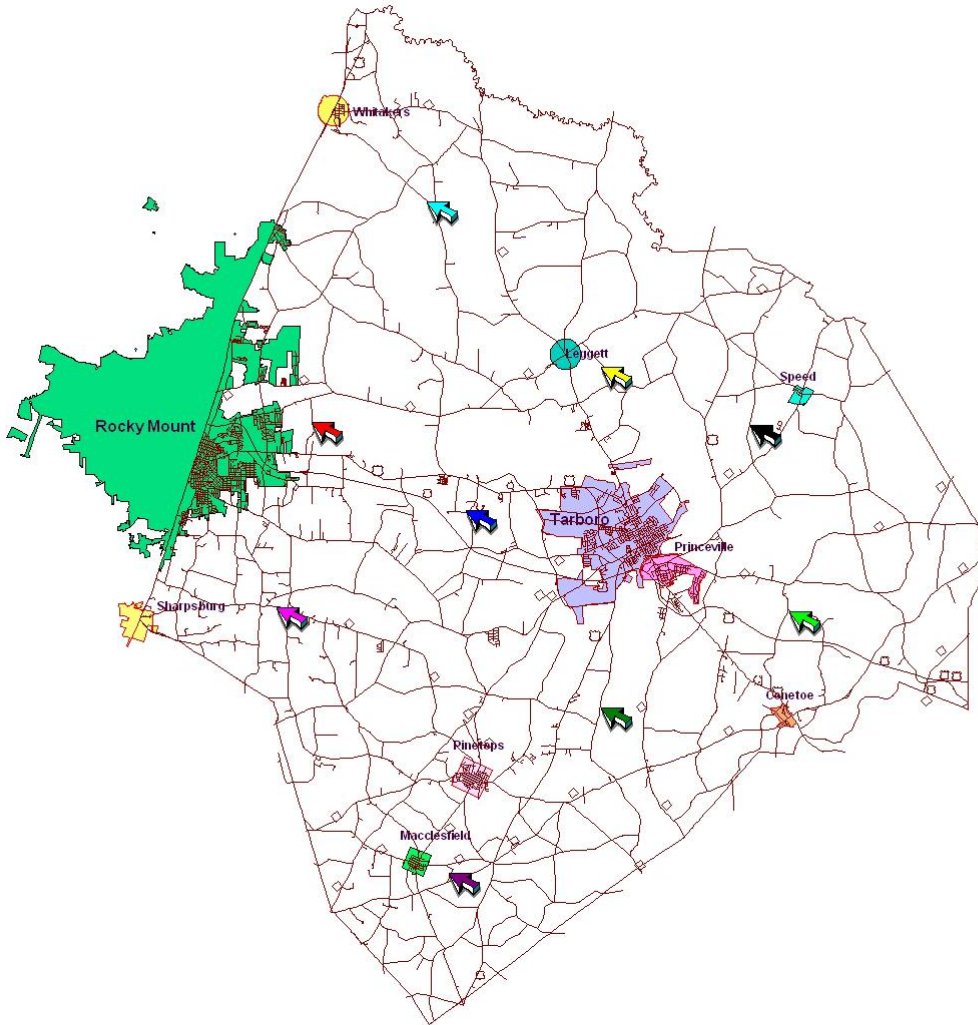 Whitakers
Leggett
Speed
Rocky Mount
Tarboro
Princeville
Sharpsburg
Conetoe
Pinetops
Macclesfield